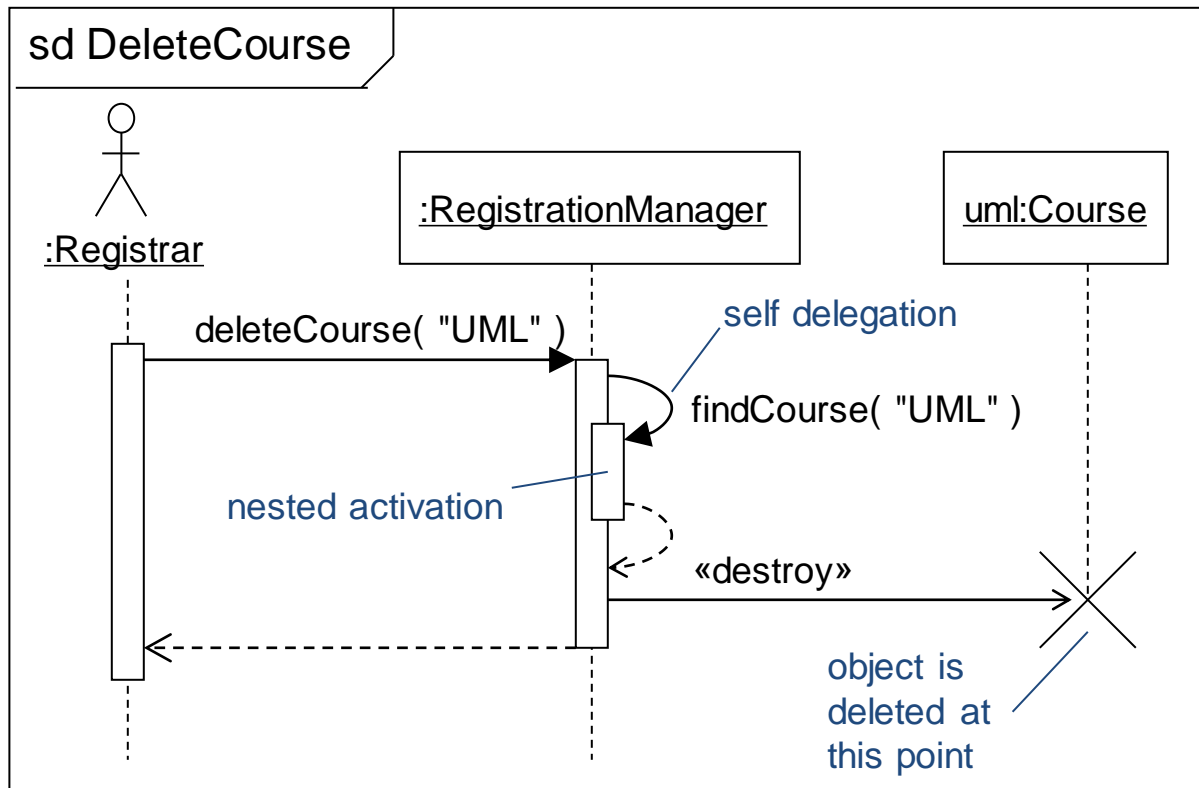 sd DeleteCourse
:Registrar
:RegistrationManager
uml:Course
deleteCourse( "UML" )
self delegation
findCourse( "UML" )
nested activation
«destroy»
object is
deleted at
this point